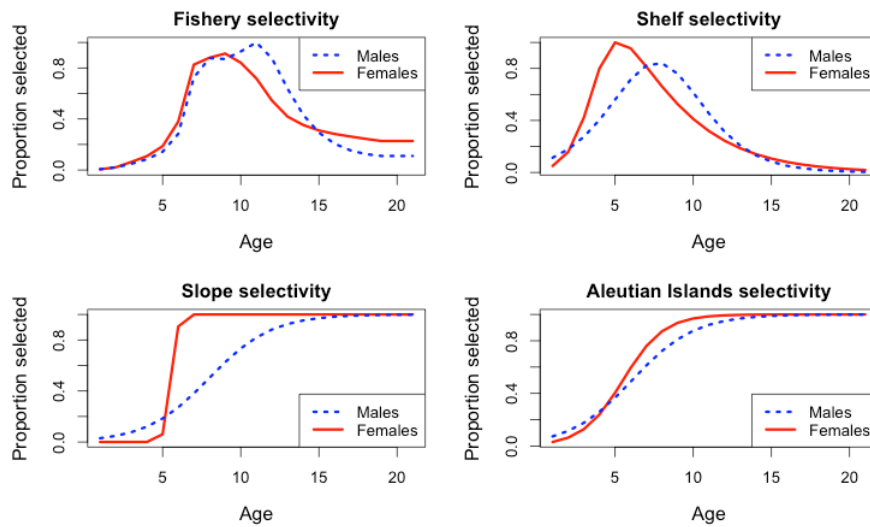 Fishery selectivity
Proportion selected
0.0 0.4 0.8
Males
Females
5 10 15 20
Age
Shelf selectivity
Proportion selected
0.0 0.4 0.8
Males
Females
5 10 15 20
Age
Slope selectivity
Proportion selected
0.0 0.4 0.8
Males
Females
5 10 15 20
Age
Aleutian Islands selectivity
Proportion selected
0.0 0.4 0.8
Males
Females
5 10 15 20
Age